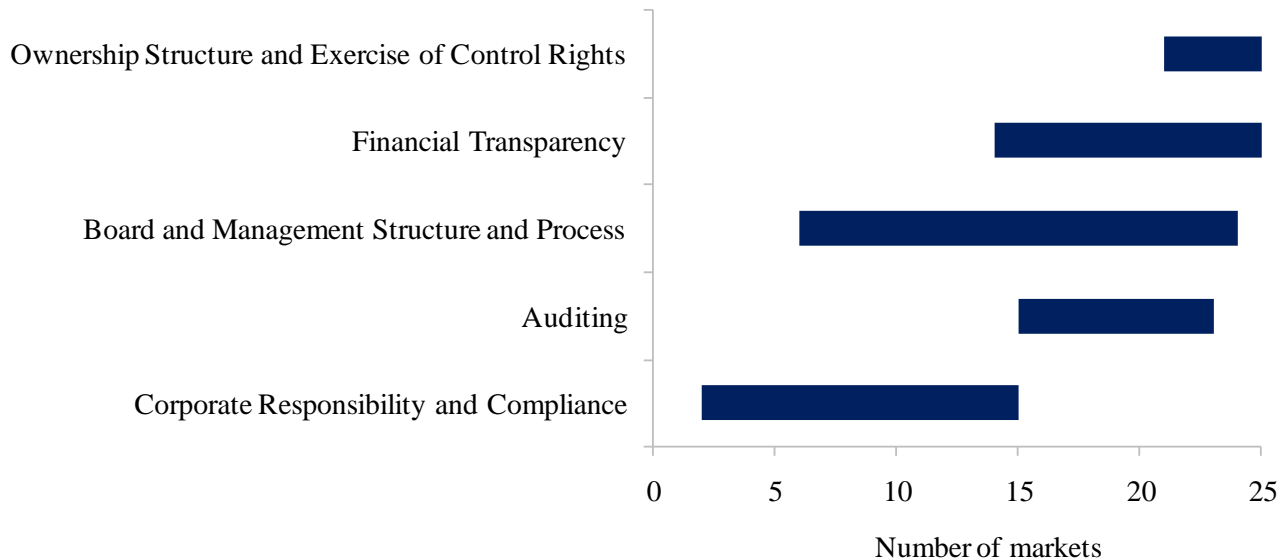 Ownership Structure and Exercise of Control Rights
Financial Transparency
Board and Management Structure and Process
Auditing
Corporate Responsibility and Compliance
0 5 10 15 20 25
Number of markets